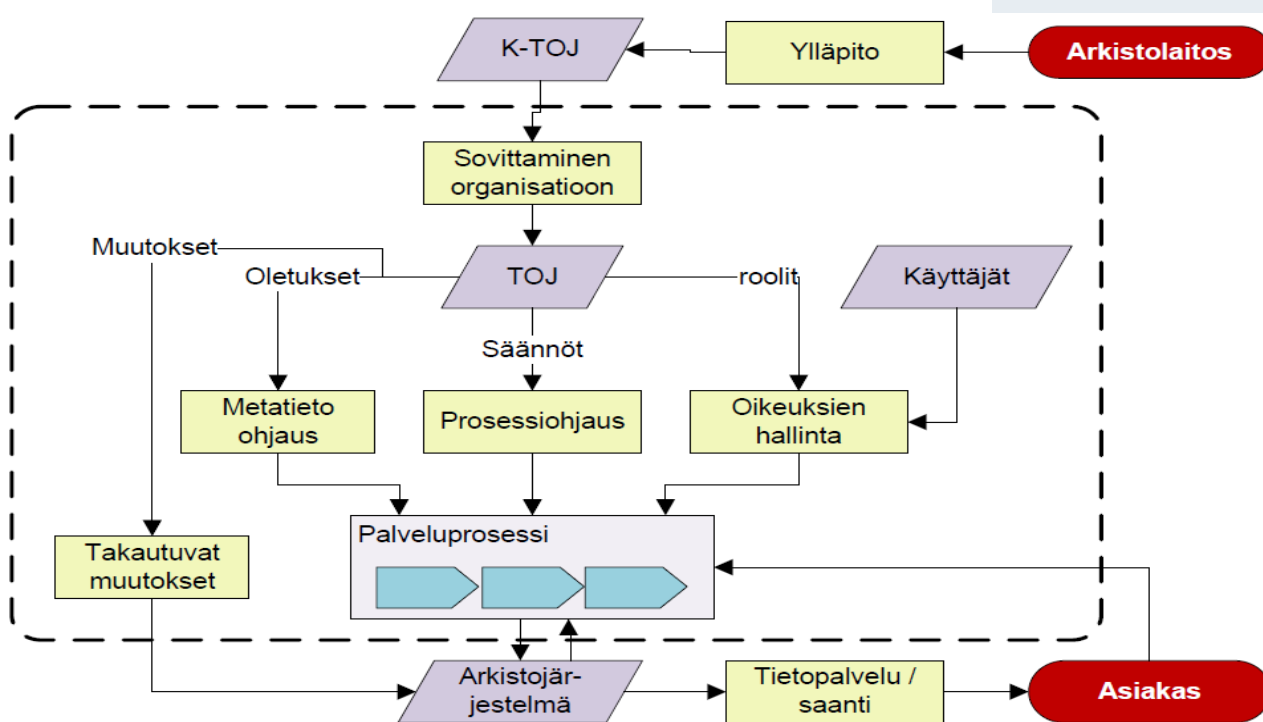 K-TOJ
Ylläpito
Arkistolaitos
Sovittaminen
organisatioon
Muutokset
Oletukset
TOJ
roolit
Käyttäjät
Säännöt
Metatieto
ohjaus
Prosessiohjaus
Oikeuksien
hallinta
Palveluprosessi
Takautuvat
muutokset
Arkistojär-
jestelmä
Tietopalvelu /
saanti
Asiakas